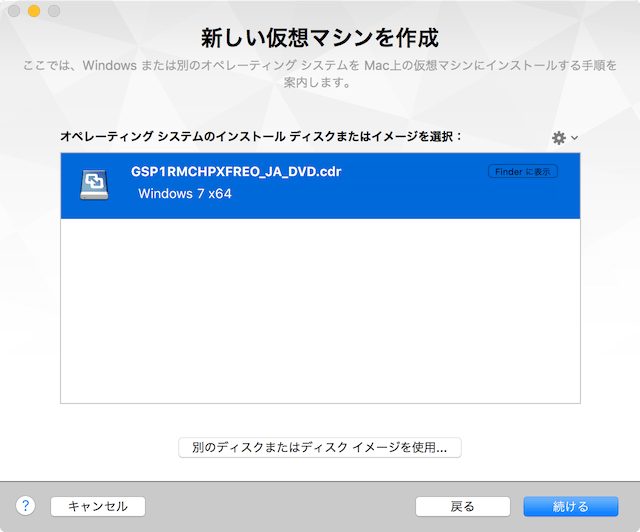 新しい仮想マシンを作成
ここでは、Windows または別のオペレーティング システムを Mac上の仮想マシンにインストールする手順を
案内します。
オペレーティング システムのインストール ディスクまたはイメージを選択：
GSP1RMCHPXFREO_JA_DVD.cdr
Finder に表示
Windows 7 x64
別のディスクまたはディスク イメージを使用...
?
キャンセル
戻る
続ける